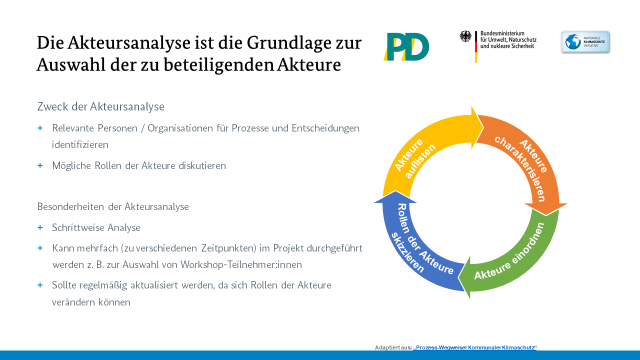 Die Akteursanalyse ist die Grundlage zur
Auswahl der zu beteiligenden Akteure
PD
Bundesministerium
für Umwelt, Naturschutz
und nukleare Sicherheit
NATIONALE
KLIMASCHUTZ
INITIATIVE
Zweck der Akteursanalyse
+ Relevante Personen / Organisationen für Prozesse und Entscheidungen
identifizieren
+ Mögliche Rollen der Akteure diskutieren
Besonderheiten der Akteursanalyse
+ Schrittweise Analyse
+ Kann mehrfach (zu verschiedenen Zeitpunkten) im Projekt durchgeführt
werden z. B. zur Auswahl von Workshop-Teilnehmer:innen
+ Sollte regelmäßig aktualisiert werden, da sich Rollen der Akteure
verändern können
Akteure
auflisten
Akteure
charakterisieren
Akteure einordnen
Rollen der Akteure
skizzieren
Adaptiert aus: „Prozess-Wegweiser Kommunaler Klimaschutz“